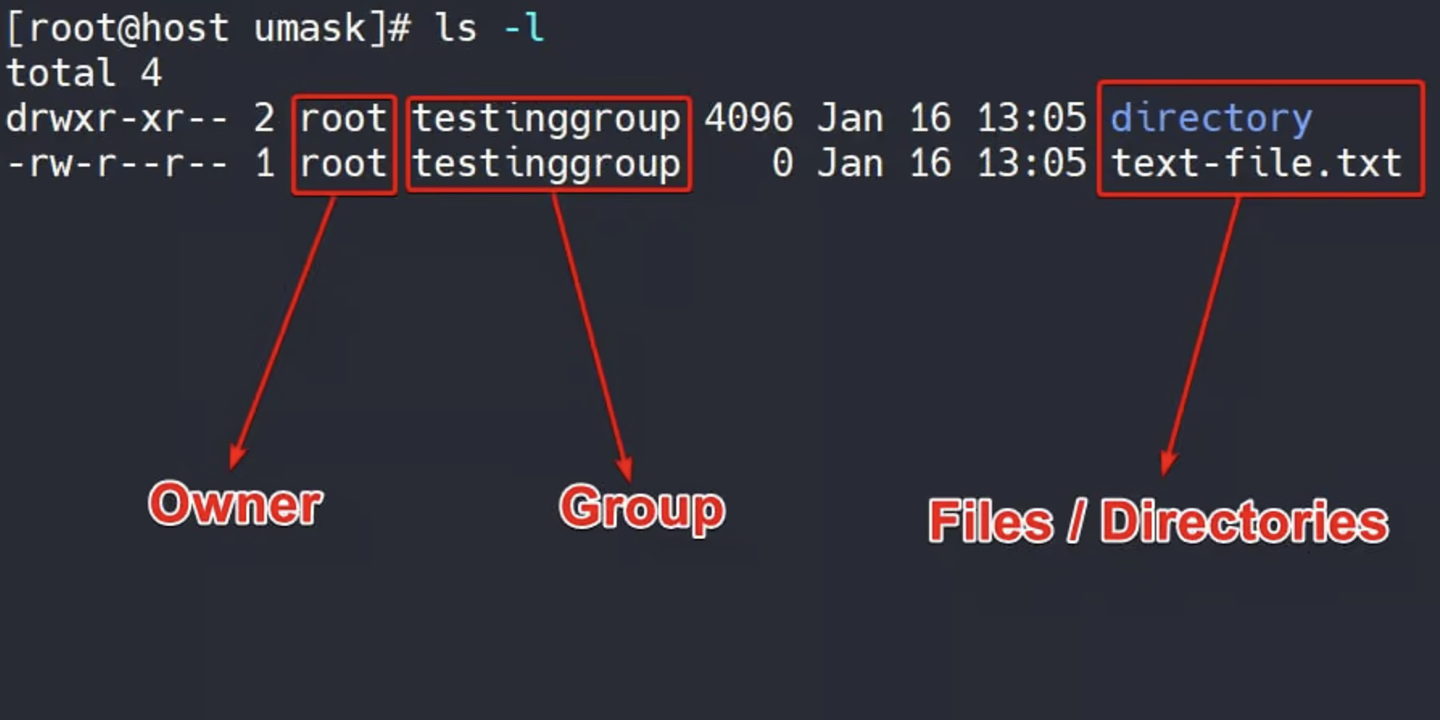 [root@host umask]# ls -l
total 4
drwxr-xr-- 2 root testinggroup 4096 Jan 16 13:05 directory
-rw-r--r-- 1 root testinggroup    0 Jan 16 13:05 text-file.txt
Owner
Group
Files / Directories